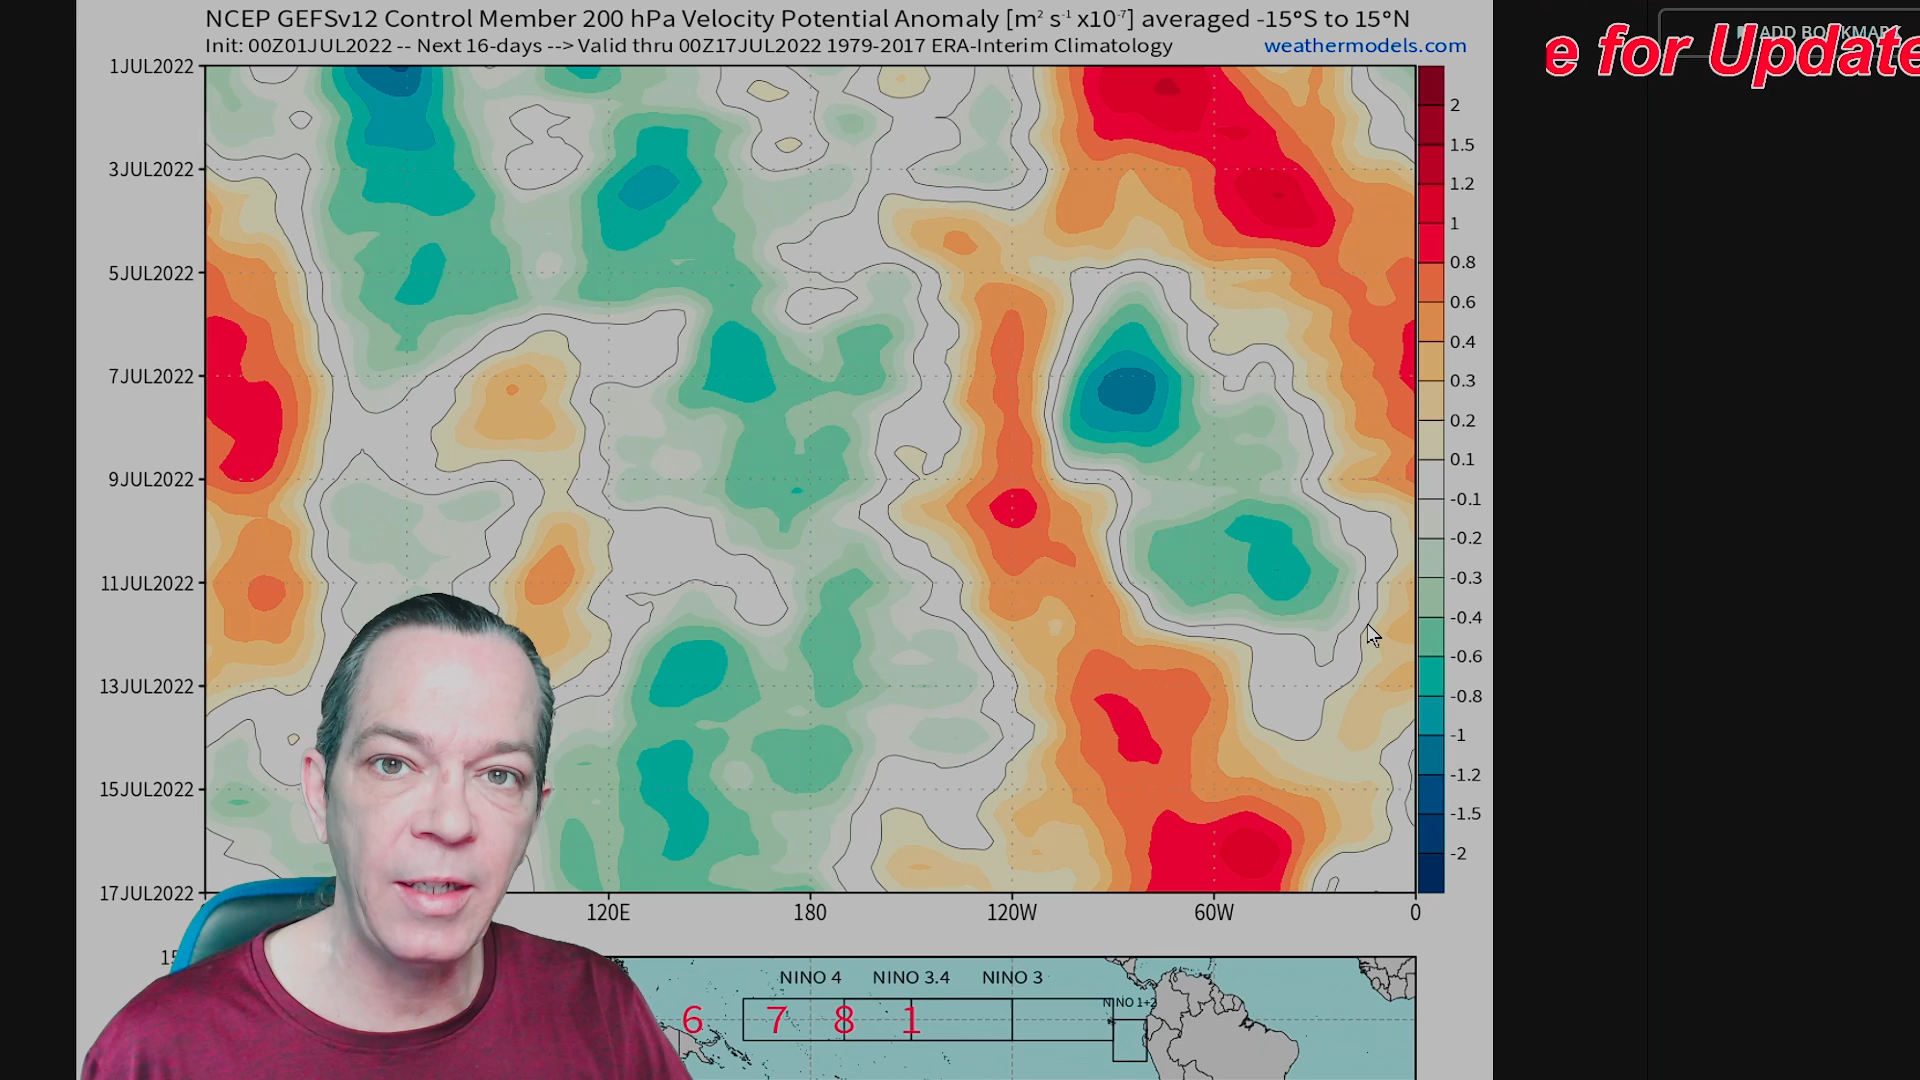 NCEP GEFSv12 Control Member 200 hPa Velocity Potential Anomaly [m² s⁻¹ x10⁻⁷] averaged -15°S to 15°N
Init: 00Z01JUL2022 -- Next 16-days --> Valid thru 00Z17JUL2022 1979-2017 ERA-Interim Climatology
weathermodels.com
ADD BOOKMARK
e for Update
1JUL2022
3JUL2022
5JUL2022
7JUL2022
9JUL2022
11JUL2022
13JUL2022
15JUL2022
17JUL2022
2
1.5
1.2
1
0.8
0.6
0.4
0.3
0.2
0.1
-0.1
-0.2
-0.3
-0.4
-0.6
-0.8
-1
-1.2
-1.5
-2
120E 180 120W 60W 0
NINO 4 NINO 3.4 NINO 3
NINO 1+2
6 7 8 1